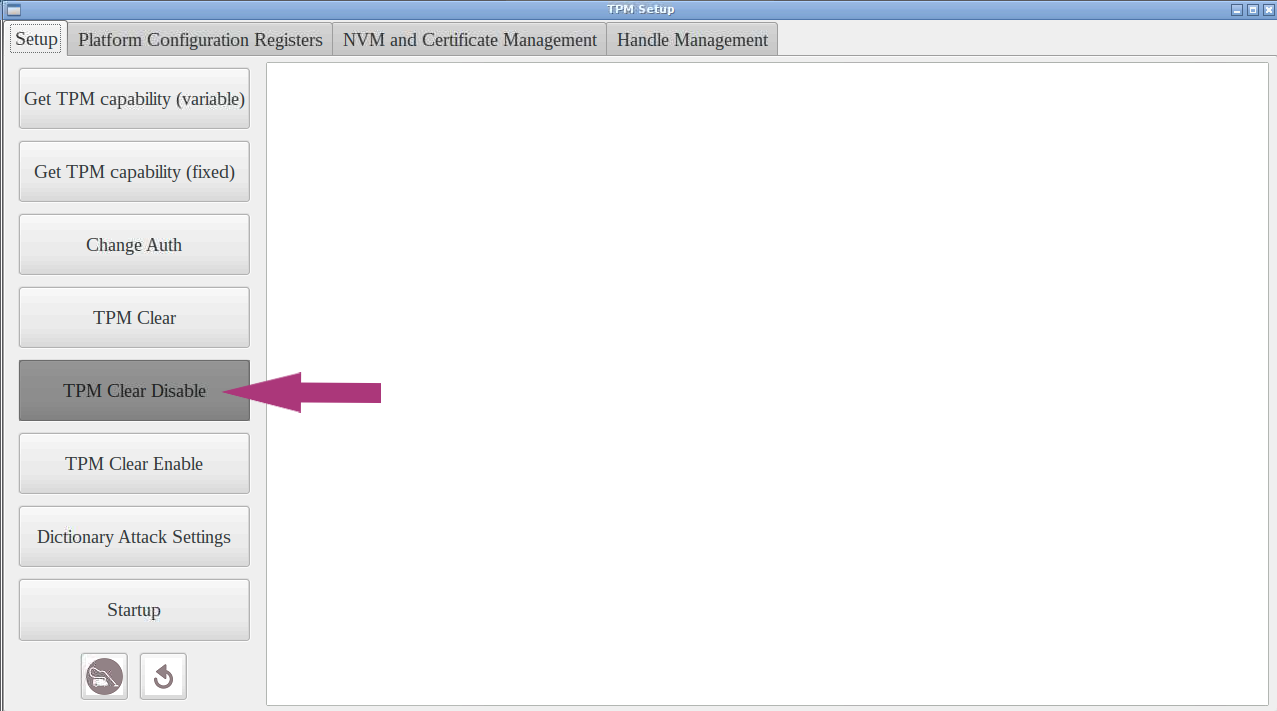 TPM Setup
Setup Platform Configuration Registers NVM and Certificate Management Handle Management
Get TPM capability (variable)
Get TPM capability (fixed)
Change Auth
TPM Clear
TPM Clear Disable
TPM Clear Enable
Dictionary Attack Settings
Startup